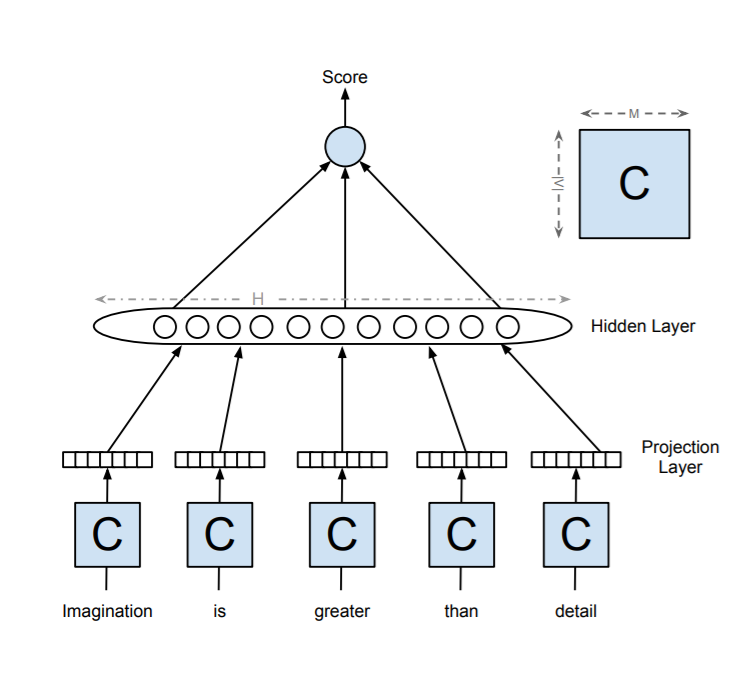 Score
M
|V|
C
H
Hidden Layer
Projection
Layer
C C C C C
Imagination is greater than detail